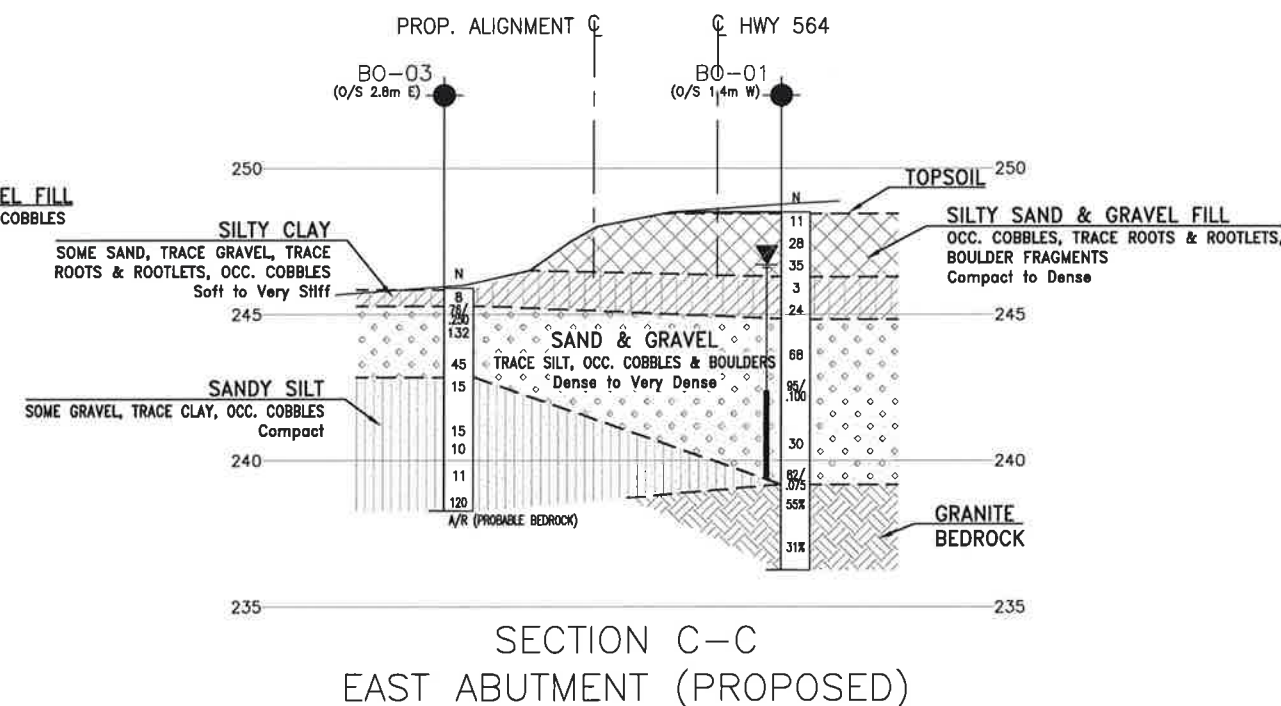 PROP. ALIGNMENT ℄
℄ HWY 564
BO-03
(O/S 2.8m E)
BO-01
(O/S 1.4m W)
250
250
EL FILL
COBBLES
TOPSOIL
SILTY CLAY
SOME SAND, TRACE GRAVEL, TRACE
ROOTS & ROOTLETS, OCC. COBBLES
Soft to Very Stiff
SILTY SAND & GRAVEL FILL
OCC. COBBLES, TRACE ROOTS & ROOTLETS,
BOULDER FRAGMENTS
Compact to Dense
N
8
76/
.250
132
45
15
15
10
11
120
A/R (PROBABLE BEDROCK)
N
11
28
35
3
24
68
95/
.100
30
62/
.075
55%
31%
245
245
SAND & GRAVEL
TRACE SILT, OCC. COBBLES & BOULDERS
Dense to Very Dense
SANDY SILT
SOME GRAVEL, TRACE CLAY, OCC. COBBLES
Compact
240
240
GRANITE
BEDROCK
235
235
SECTION C-C
EAST ABUTMENT (PROPOSED)